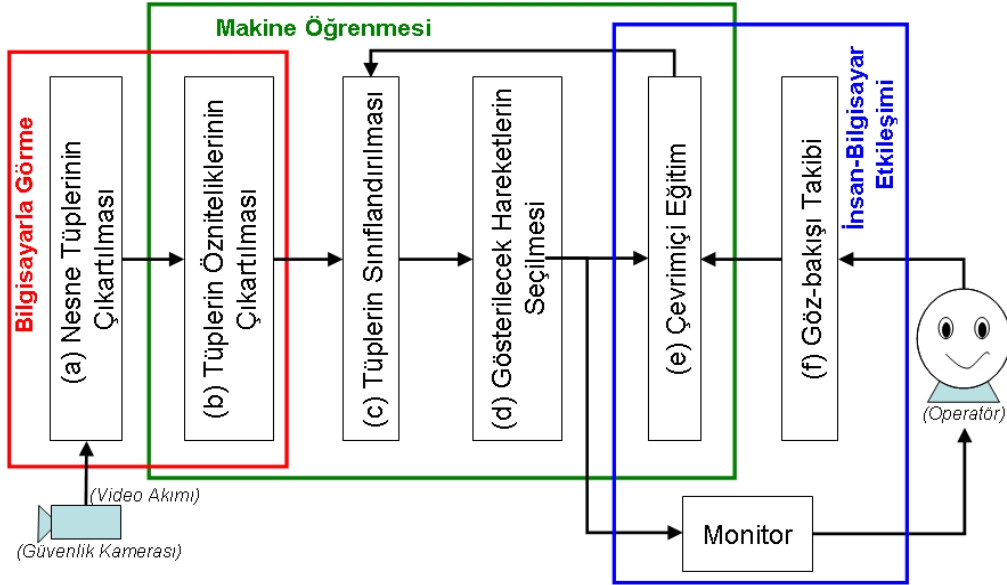 Makine Öğrenmesi
Bilgisayarla Görme
İnsan-Bilgisayar
Etkileşimi
(a) Nesne Tüplerinin
Çıkartılması
(b) Tüplerin Özniteliklerinin
Çıkartılması
(c) Tüplerin Sınıflandırılması
(d) Gösterilecek Hareketlerin
Seçilmesi
(e) Çevrimiçi Eğitim
(f) Göz-bakışı Takibi
(Operatör)
(Video Akımı)
(Güvenlik Kamerası)
Monitor